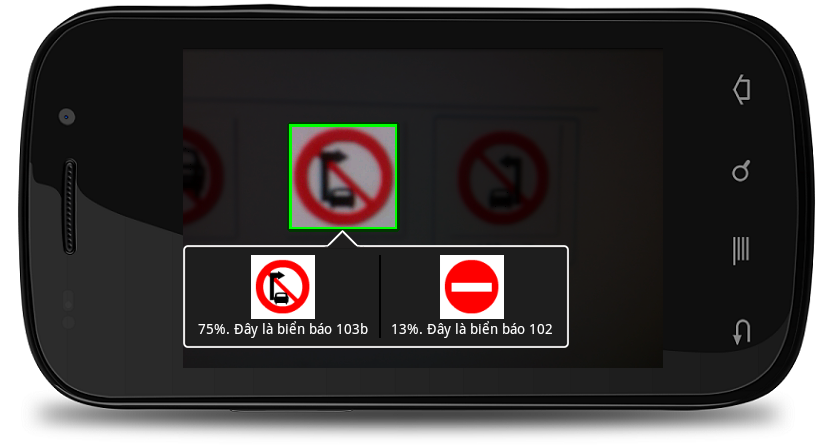 75%. Đây là biển báo 103b
13%. Đây là biển báo 102